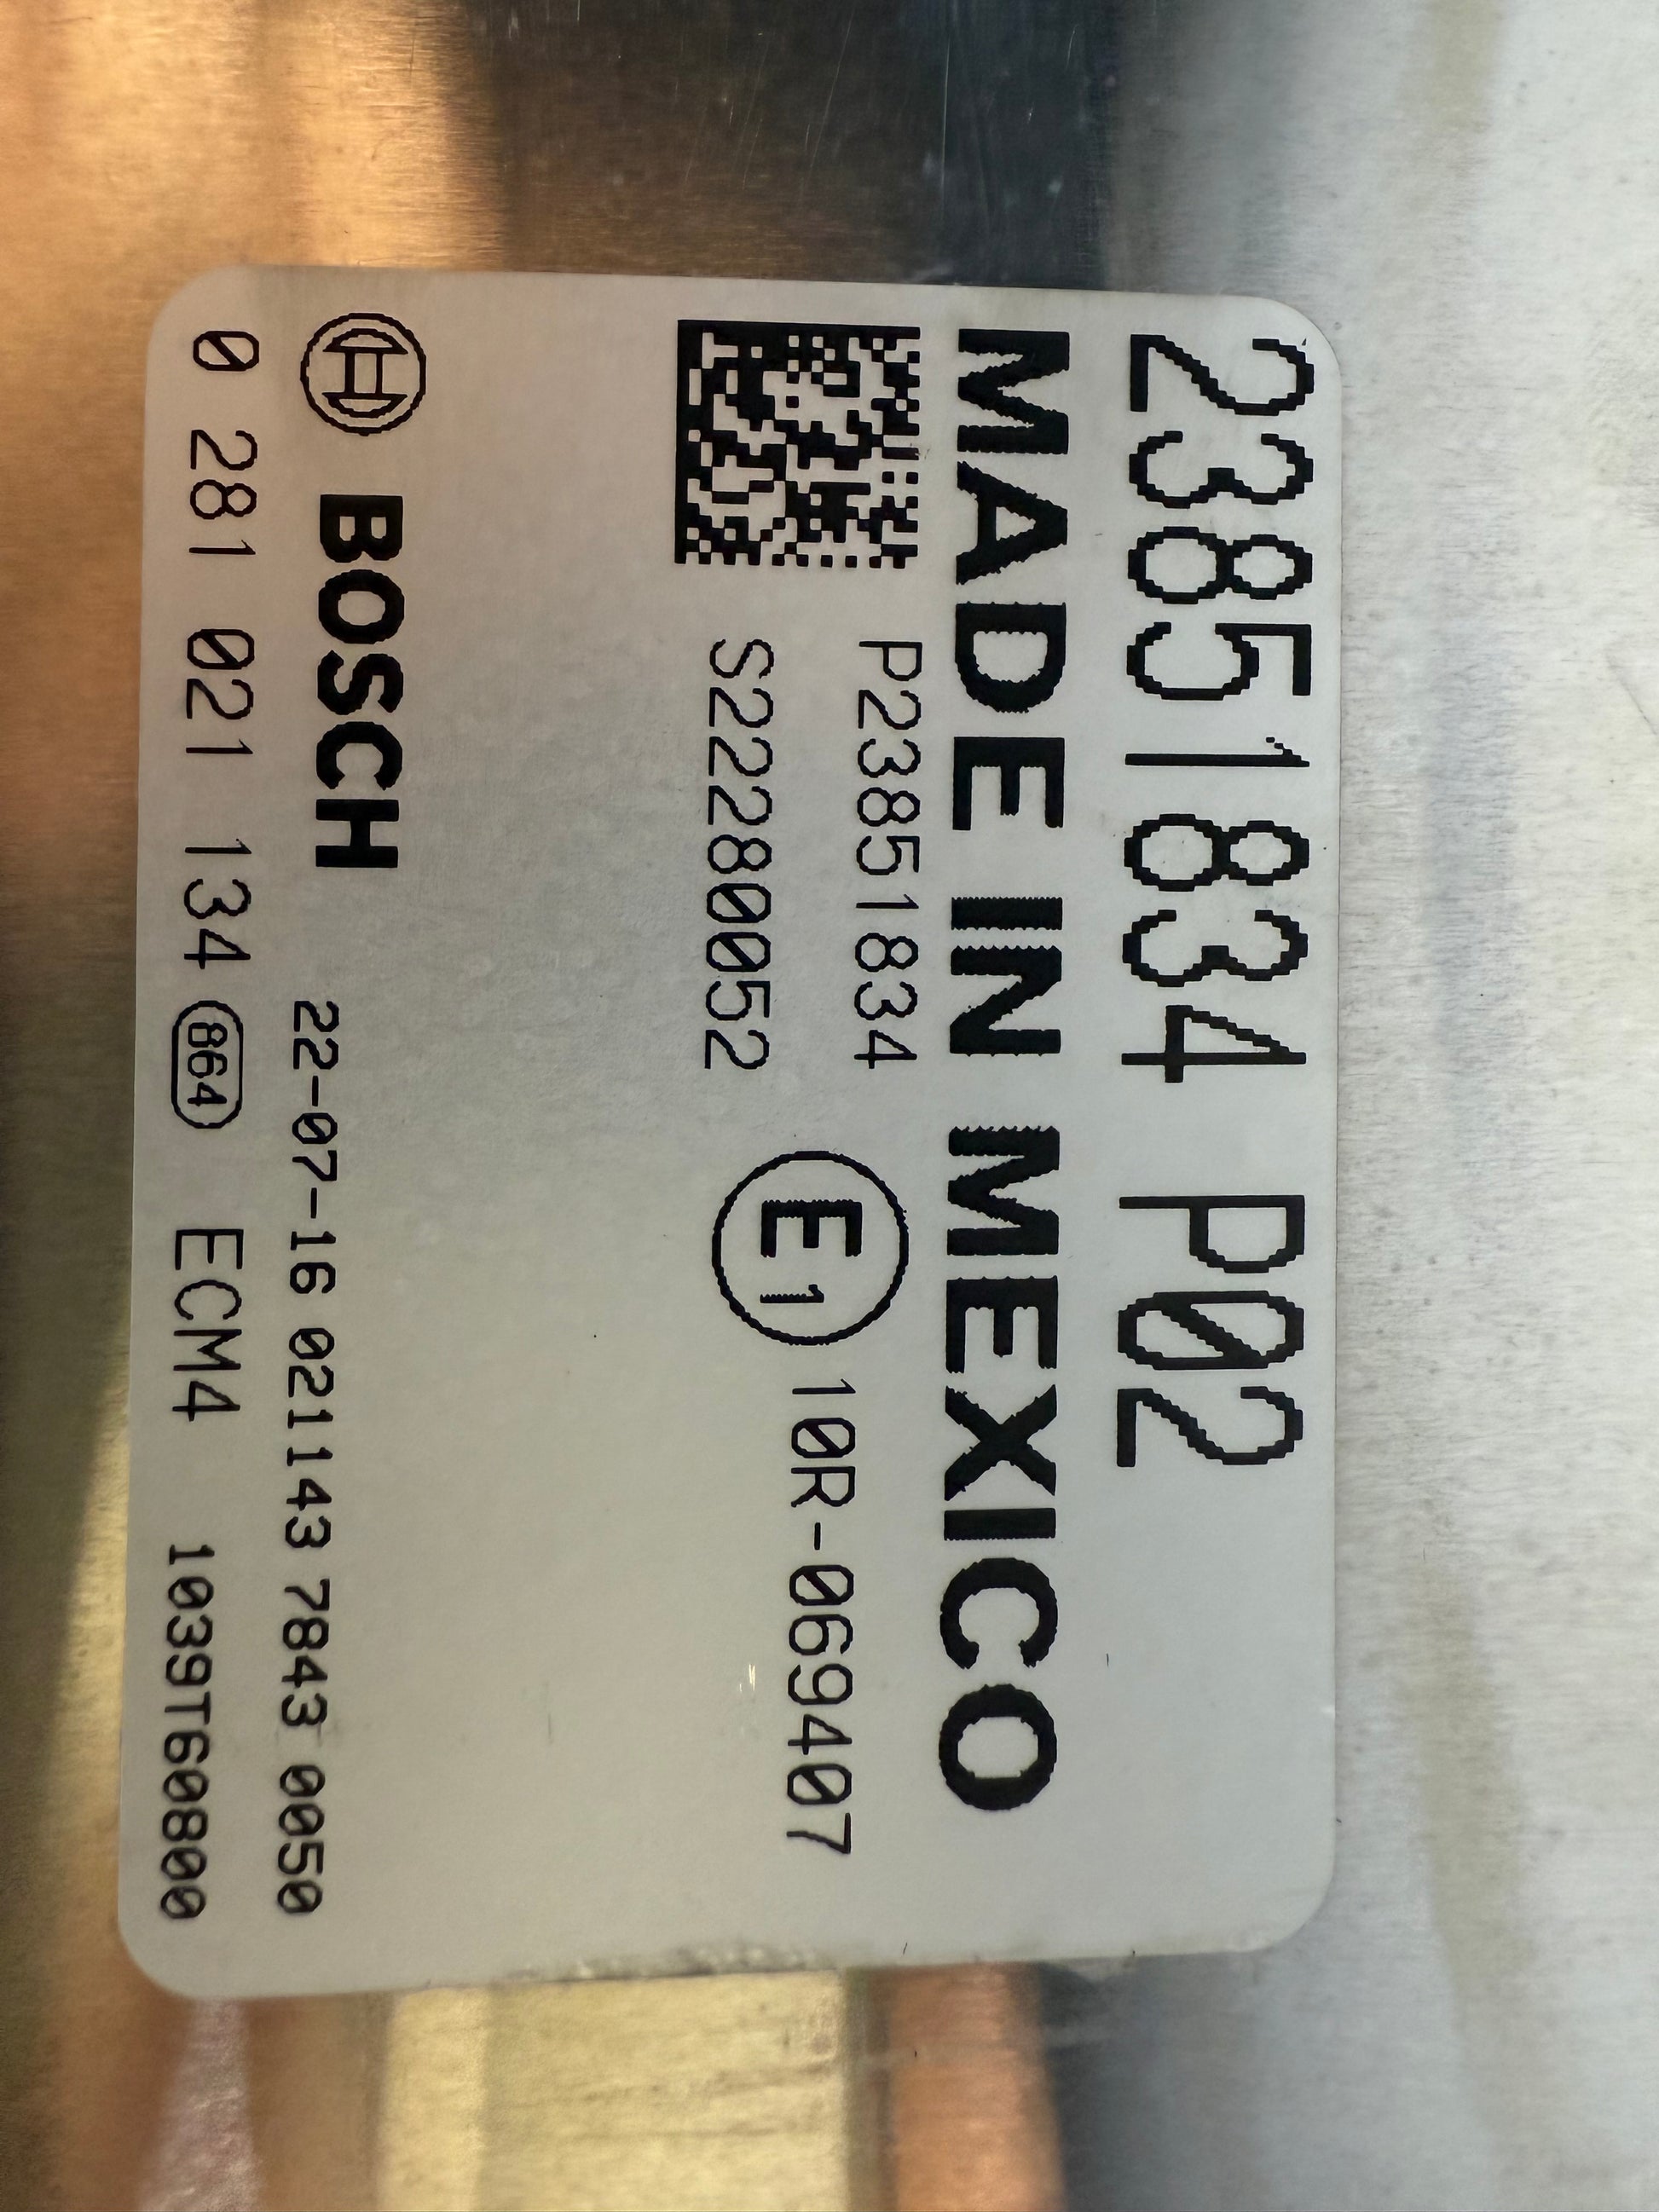 23851834 P02
MADE IN MEXICO
P23851834
S22280052
E1 10R-069407
BOSCH 22-07-16 021143 7843 0050
0 281 021 134 864 ECM4 1039T60800